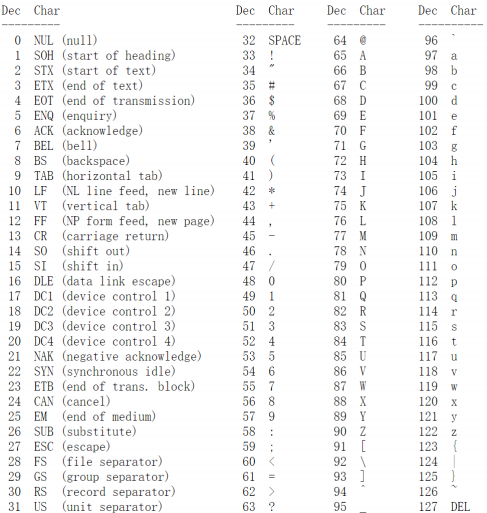 Dec Char Dec Char Dec Char Dec Char
--------- --------- --------- ----------
0 NUL (null) 32 SPACE 64 @ 96 `
1 SOH (start of heading) 33 ! 65 A 97 a
2 STX (start of text) 34 " 66 B 98 b
3 ETX (end of text) 35 # 67 C 99 c
4 EOT (end of transmission) 36 $ 68 D 100 d
5 ENQ (enquiry) 37 % 69 E 101 e
6 ACK (acknowledge) 38 & 70 F 102 f
7 BEL (bell) 39 ' 71 G 103 g
8 BS (backspace) 40 ( 72 H 104 h
9 TAB (horizontal tab) 41 ) 73 I 105 i
10 LF (NL line feed, new line) 42 * 74 J 106 j
11 VT (vertical tab) 43 + 75 K 107 k
12 FF (NP form feed, new page) 44 , 76 L 108 l
13 CR (carriage return) 45 - 77 M 109 m
14 SO (shift out) 46 . 78 N 110 n
15 SI (shift in) 47 / 79 O 111 o
16 DLE (data link escape) 48 0 80 P 112 p
17 DC1 (device control 1) 49 1 81 Q 113 q
18 DC2 (device control 2) 50 2 82 R 114 r
19 DC3 (device control 3) 51 3 83 S 115 s
20 DC4 (device control 4) 52 4 84 T 116 t
21 NAK (negative acknowledge) 53 5 85 U 117 u
22 SYN (synchronous idle) 54 6 86 V 118 v
23 ETB (end of trans. block) 55 7 87 W 119 w
24 CAN (cancel) 56 8 88 X 120 x
25 EM (end of medium) 57 9 89 Y 121 y
26 SUB (substitute) 58 : 90 Z 122 z
27 ESC (escape) 59 ; 91 [ 123 {
28 FS (file separator) 60 < 92 \ 124 |
29 GS (group separator) 61 = 93 ] 125 }
30 RS (record separator) 62 > 94 ^ 126 ~
31 US (unit separator) 63 ? 95 _ 127 DEL